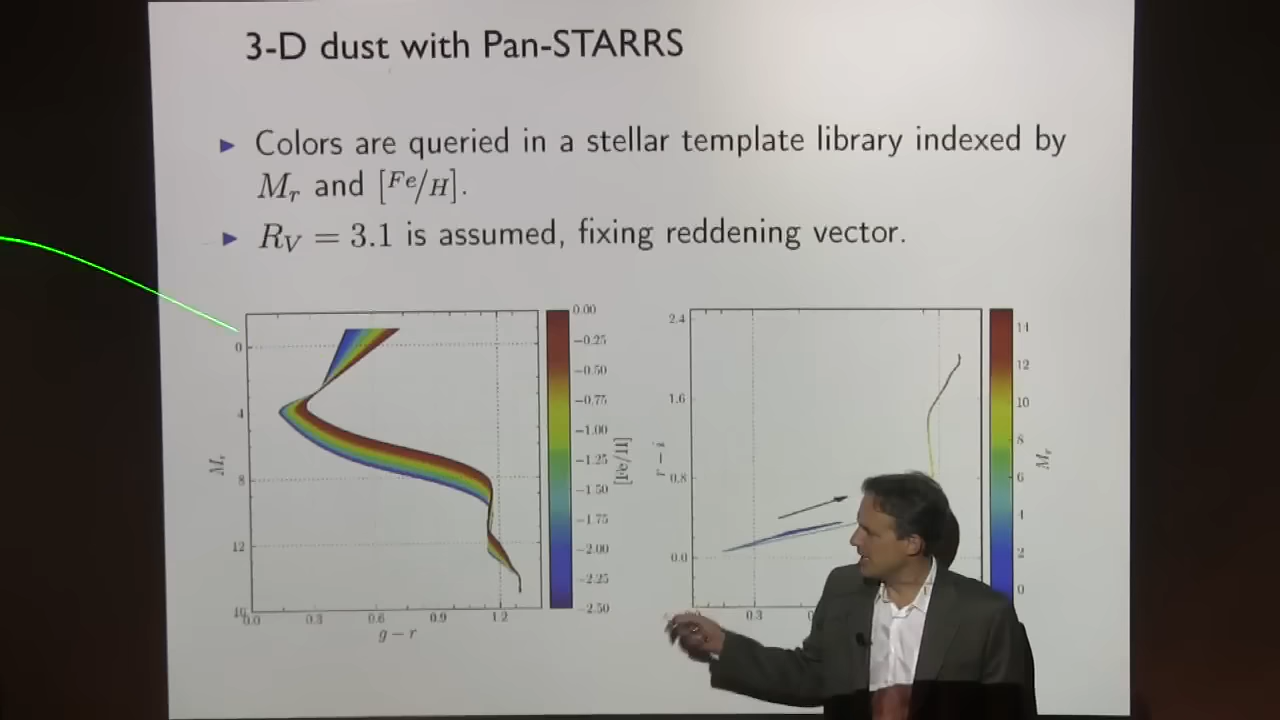 3-D dust with Pan-STARRS
▶ Colors are queried in a stellar template library indexed by
M_r and [Fe/H].
▶ R_V = 3.1 is assumed, fixing reddening vector.
0
4
8
12
16
M_r
0.0 0.3 0.6 0.9 1.2
g − r
0.00
−0.25
−0.50
−0.75
−1.00
−1.25
−1.50
−1.75
−2.00
−2.25
−2.50
[Fe/H]
2.4
1.6
0.8
0.0
r − i
0.3
14
12
10
8
6
4
2
0
M_r